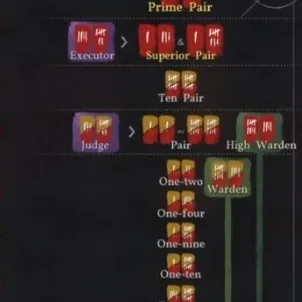 Prime Pair
Executor > Superior Pair
&
Ten Pair
Judge > Pair High Warden
~
One-two Warden
One-four
One-nine
One-ten